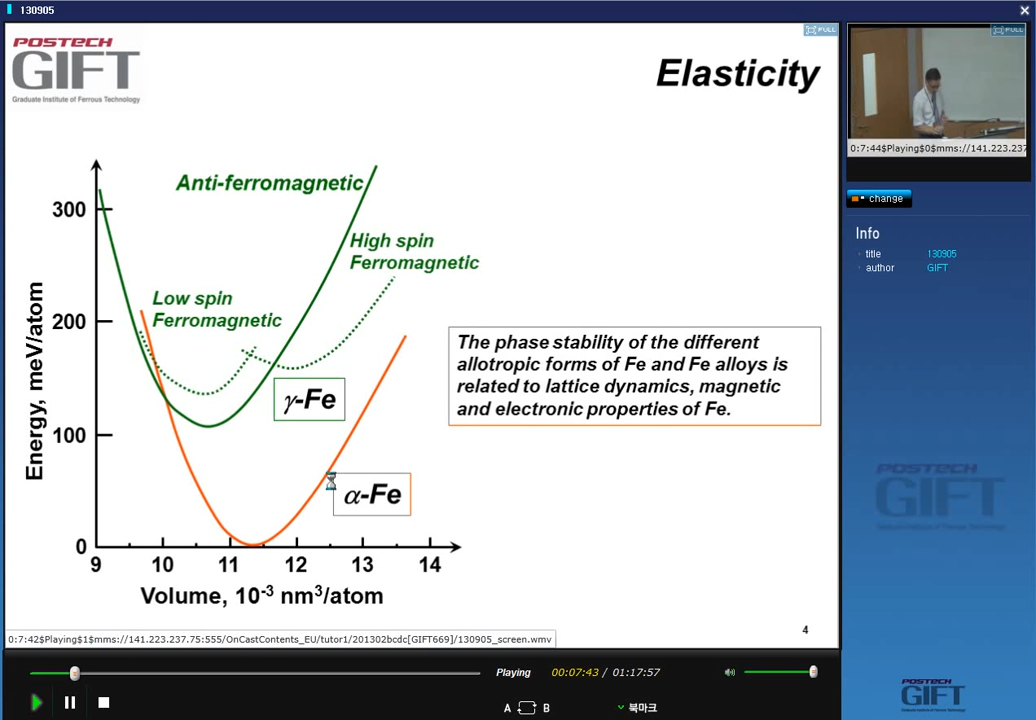 130905
FULL
POSTECH
GIFT
Graduate Institute of Ferrous Technology
Elasticity
Anti-ferromagnetic
High spin
Ferromagnetic
Low spin
Ferromagnetic
γ-Fe
α-Fe
Energy, meV/atom
300
200
100
0
9 10 11 12 13 14
Volume, 10⁻³ nm³/atom
The phase stability of the different
allotropic forms of Fe and Fe alloys is
related to lattice dynamics, magnetic
and electronic properties of Fe.
4
0:7:42$Playing$1$mms://141.223.237.75:555/OnCastContents_EU/tutor1/201302bcdc[GIFT669]/130905_screen.wmv
Playing
00:07:43 / 01:17:57
A B
북마크
FULL
0:7:44$Playing$0$mms://141.223.237
change
Info
title 130905
author GIFT
POSTECH
GIFT
POSTECH
GIFT